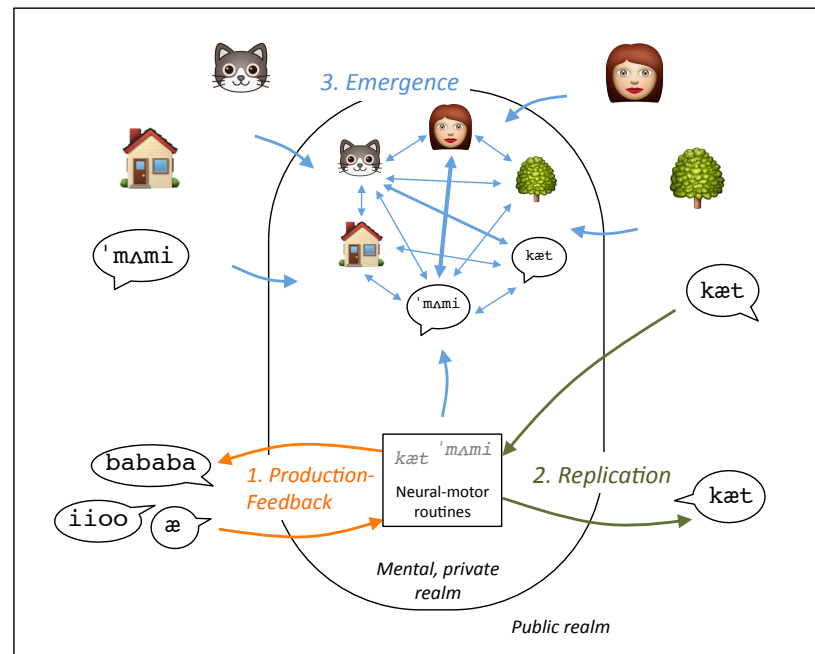 3. Emergence
ˈmʌmi
kæt
ˈmʌmi
kæt
bababa
iioo
æ
1. Production-
Feedback
kæt ˈmʌmi
Neural-motor
routines
2. Replication
kæt
Mental, private
realm
Public realm